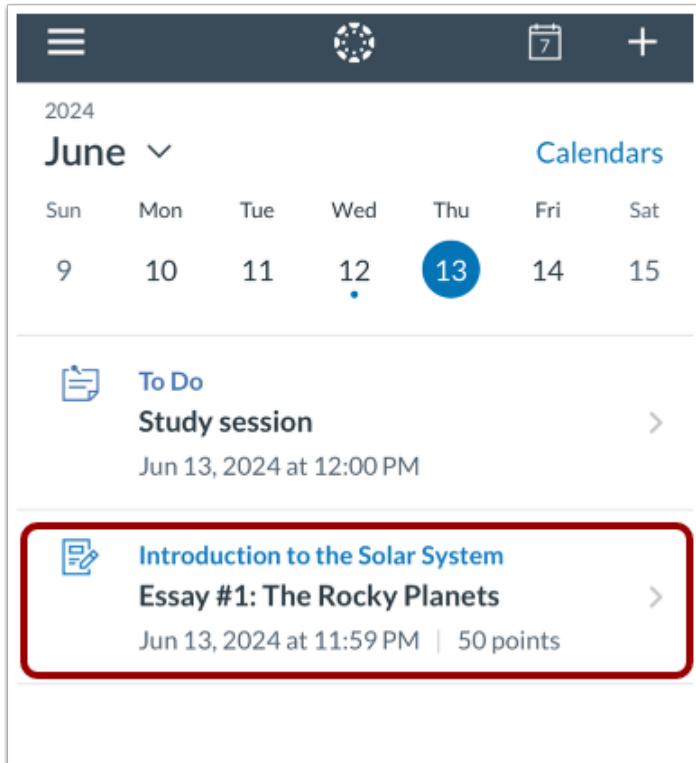 7
2024
June
Calendars
Sun Mon Tue Wed Thu Fri Sat
9 10 11 12 13 14 15
To Do
Study session
Jun 13, 2024 at 12:00 PM
Introduction to the Solar System
Essay #1: The Rocky Planets
Jun 13, 2024 at 11:59 PM | 50 points